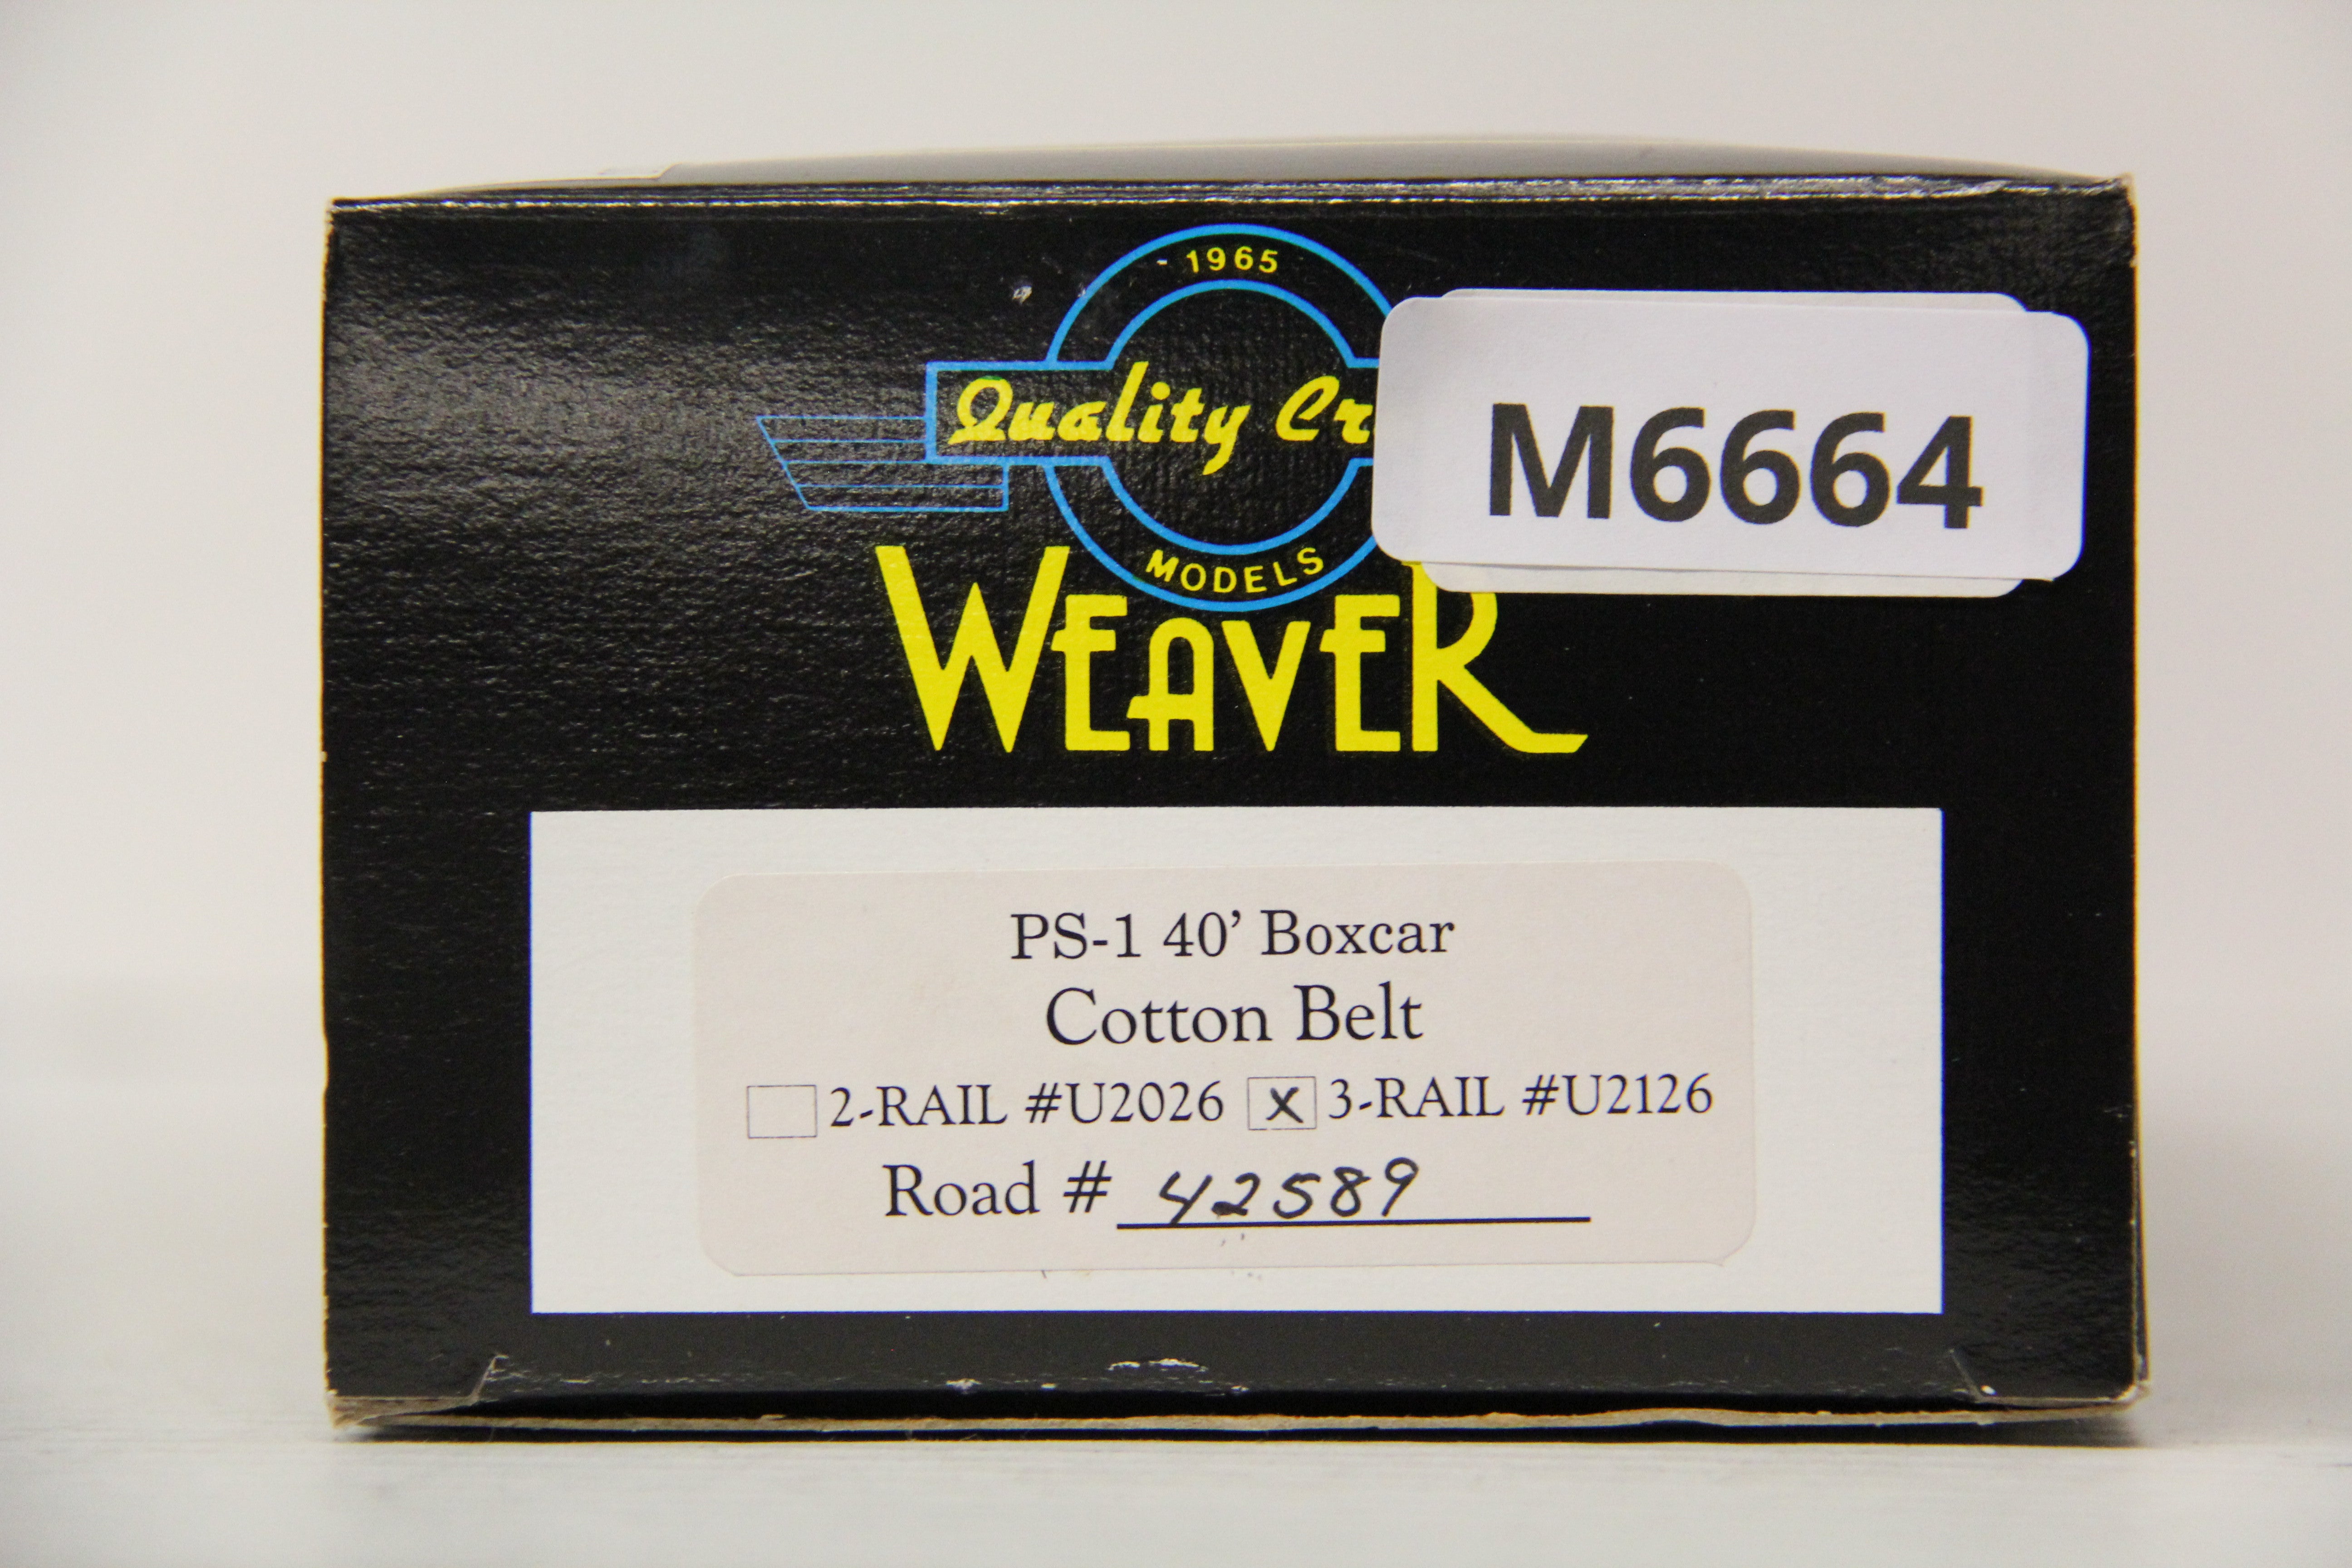 1965
Quality Cr
MODELS
M6664
WEAVER
PS-1 40' Boxcar
Cotton Belt
2-RAIL #U2026 X 3-RAIL #U2126
Road # 42589